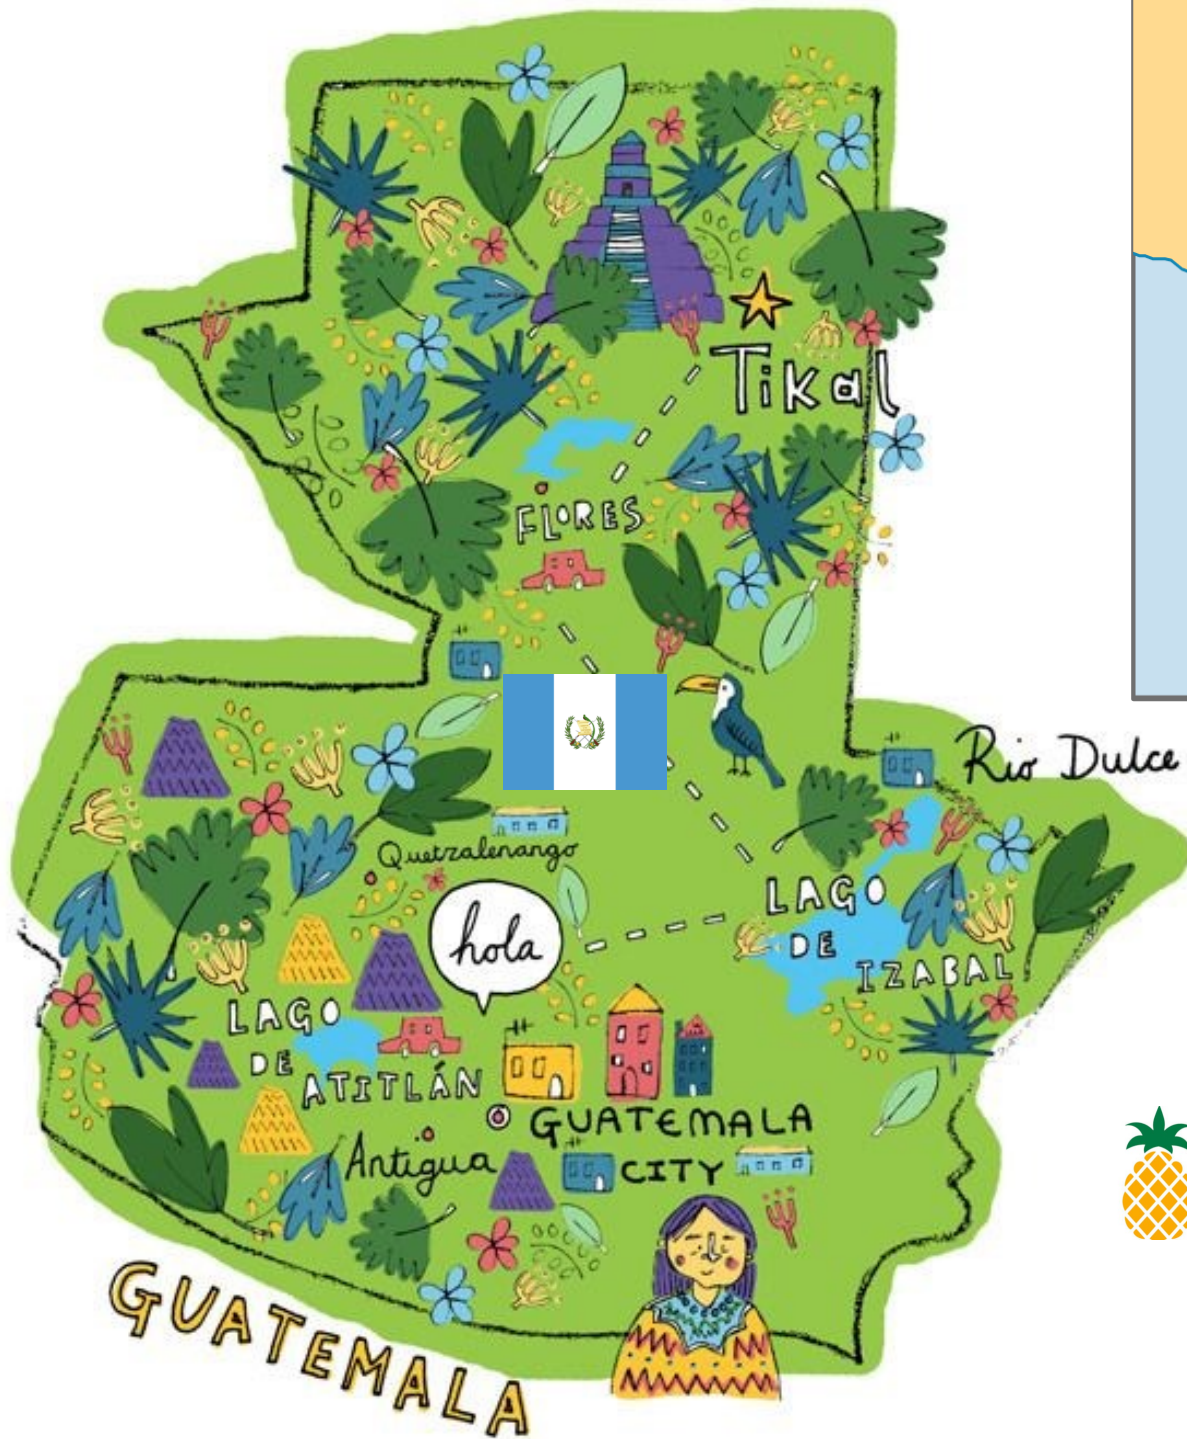 Tikal
FLORES
Rio Dulce
Quetzalenango
hola
LAGO
DE
IZABAL
LAGO
DE
ATITLÁN
GUATEMALA
CITY
Antigua
GUATEMALA